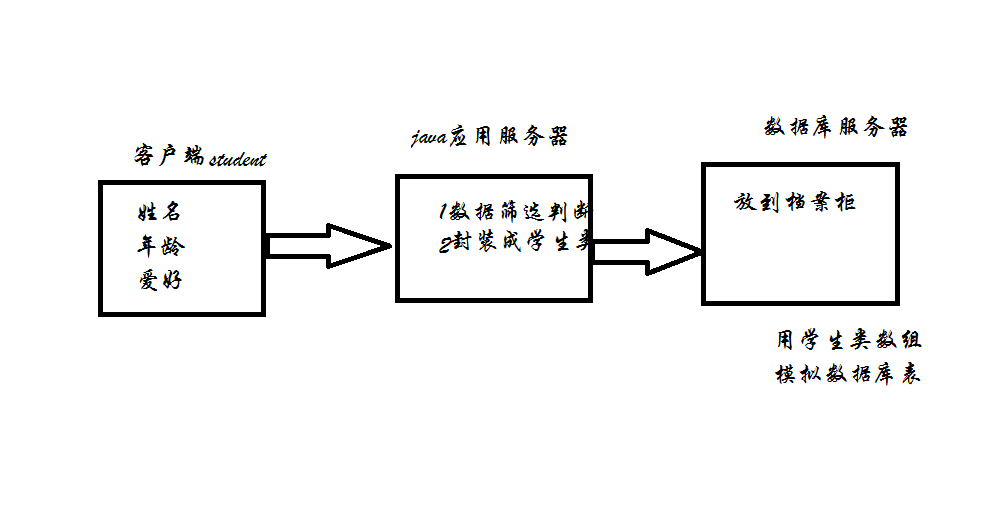 客户端student
姓名
年龄
爱好
java应用服务器
1数据筛选判断
2封装成学生类
数据库服务器
放到档案柜
用学生类数组
模拟数据库表